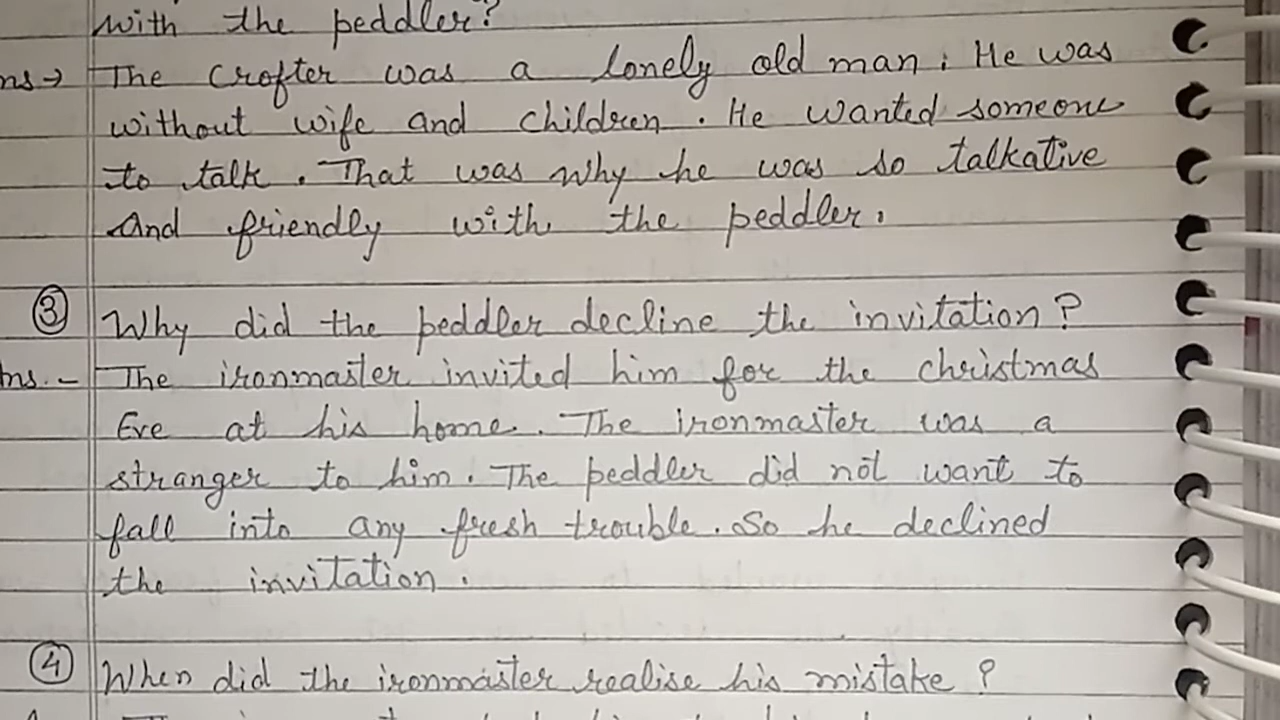 with the peddler?
ns → The Crofter was a lonely old man. He was
without wife and children. He wanted someone
to talk. That was why he was so talkative
And friendly with the peddler.
③ Why did the peddler decline the invitation?
ns. - The ironmaster invited him for the christmas
Eve at his home. The ironmaster was a
stranger to him. The peddler did not want to
fall into any fresh trouble. So he declined
the invitation.
④ When did the ironmaster realise his mistake?